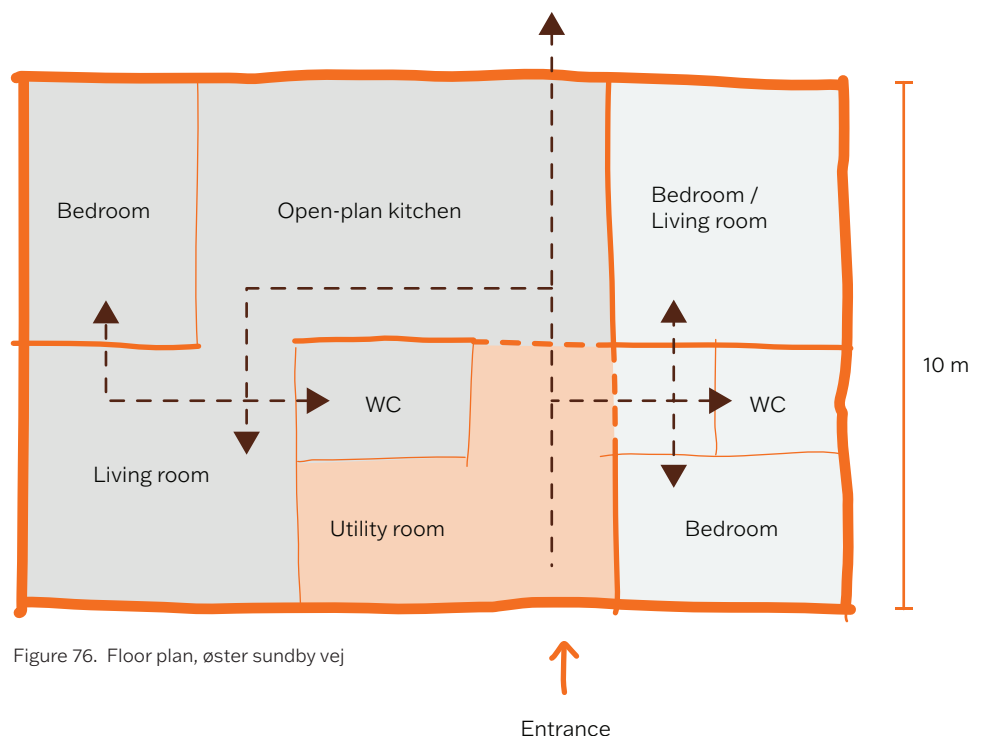 Bedroom
Open-plan kitchen
Bedroom /
Living room
10 m
WC
WC
Living room
Utility room
Bedroom
Figure 76. Floor plan, øster sundby vej
Entrance